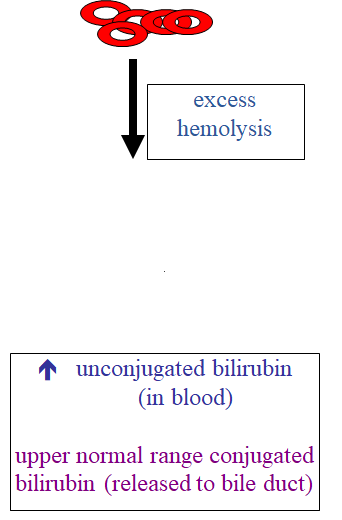 excess
hemolysis
↑ unconjugated bilirubin
(in blood)
upper normal range conjugated
bilirubin (released to bile duct)